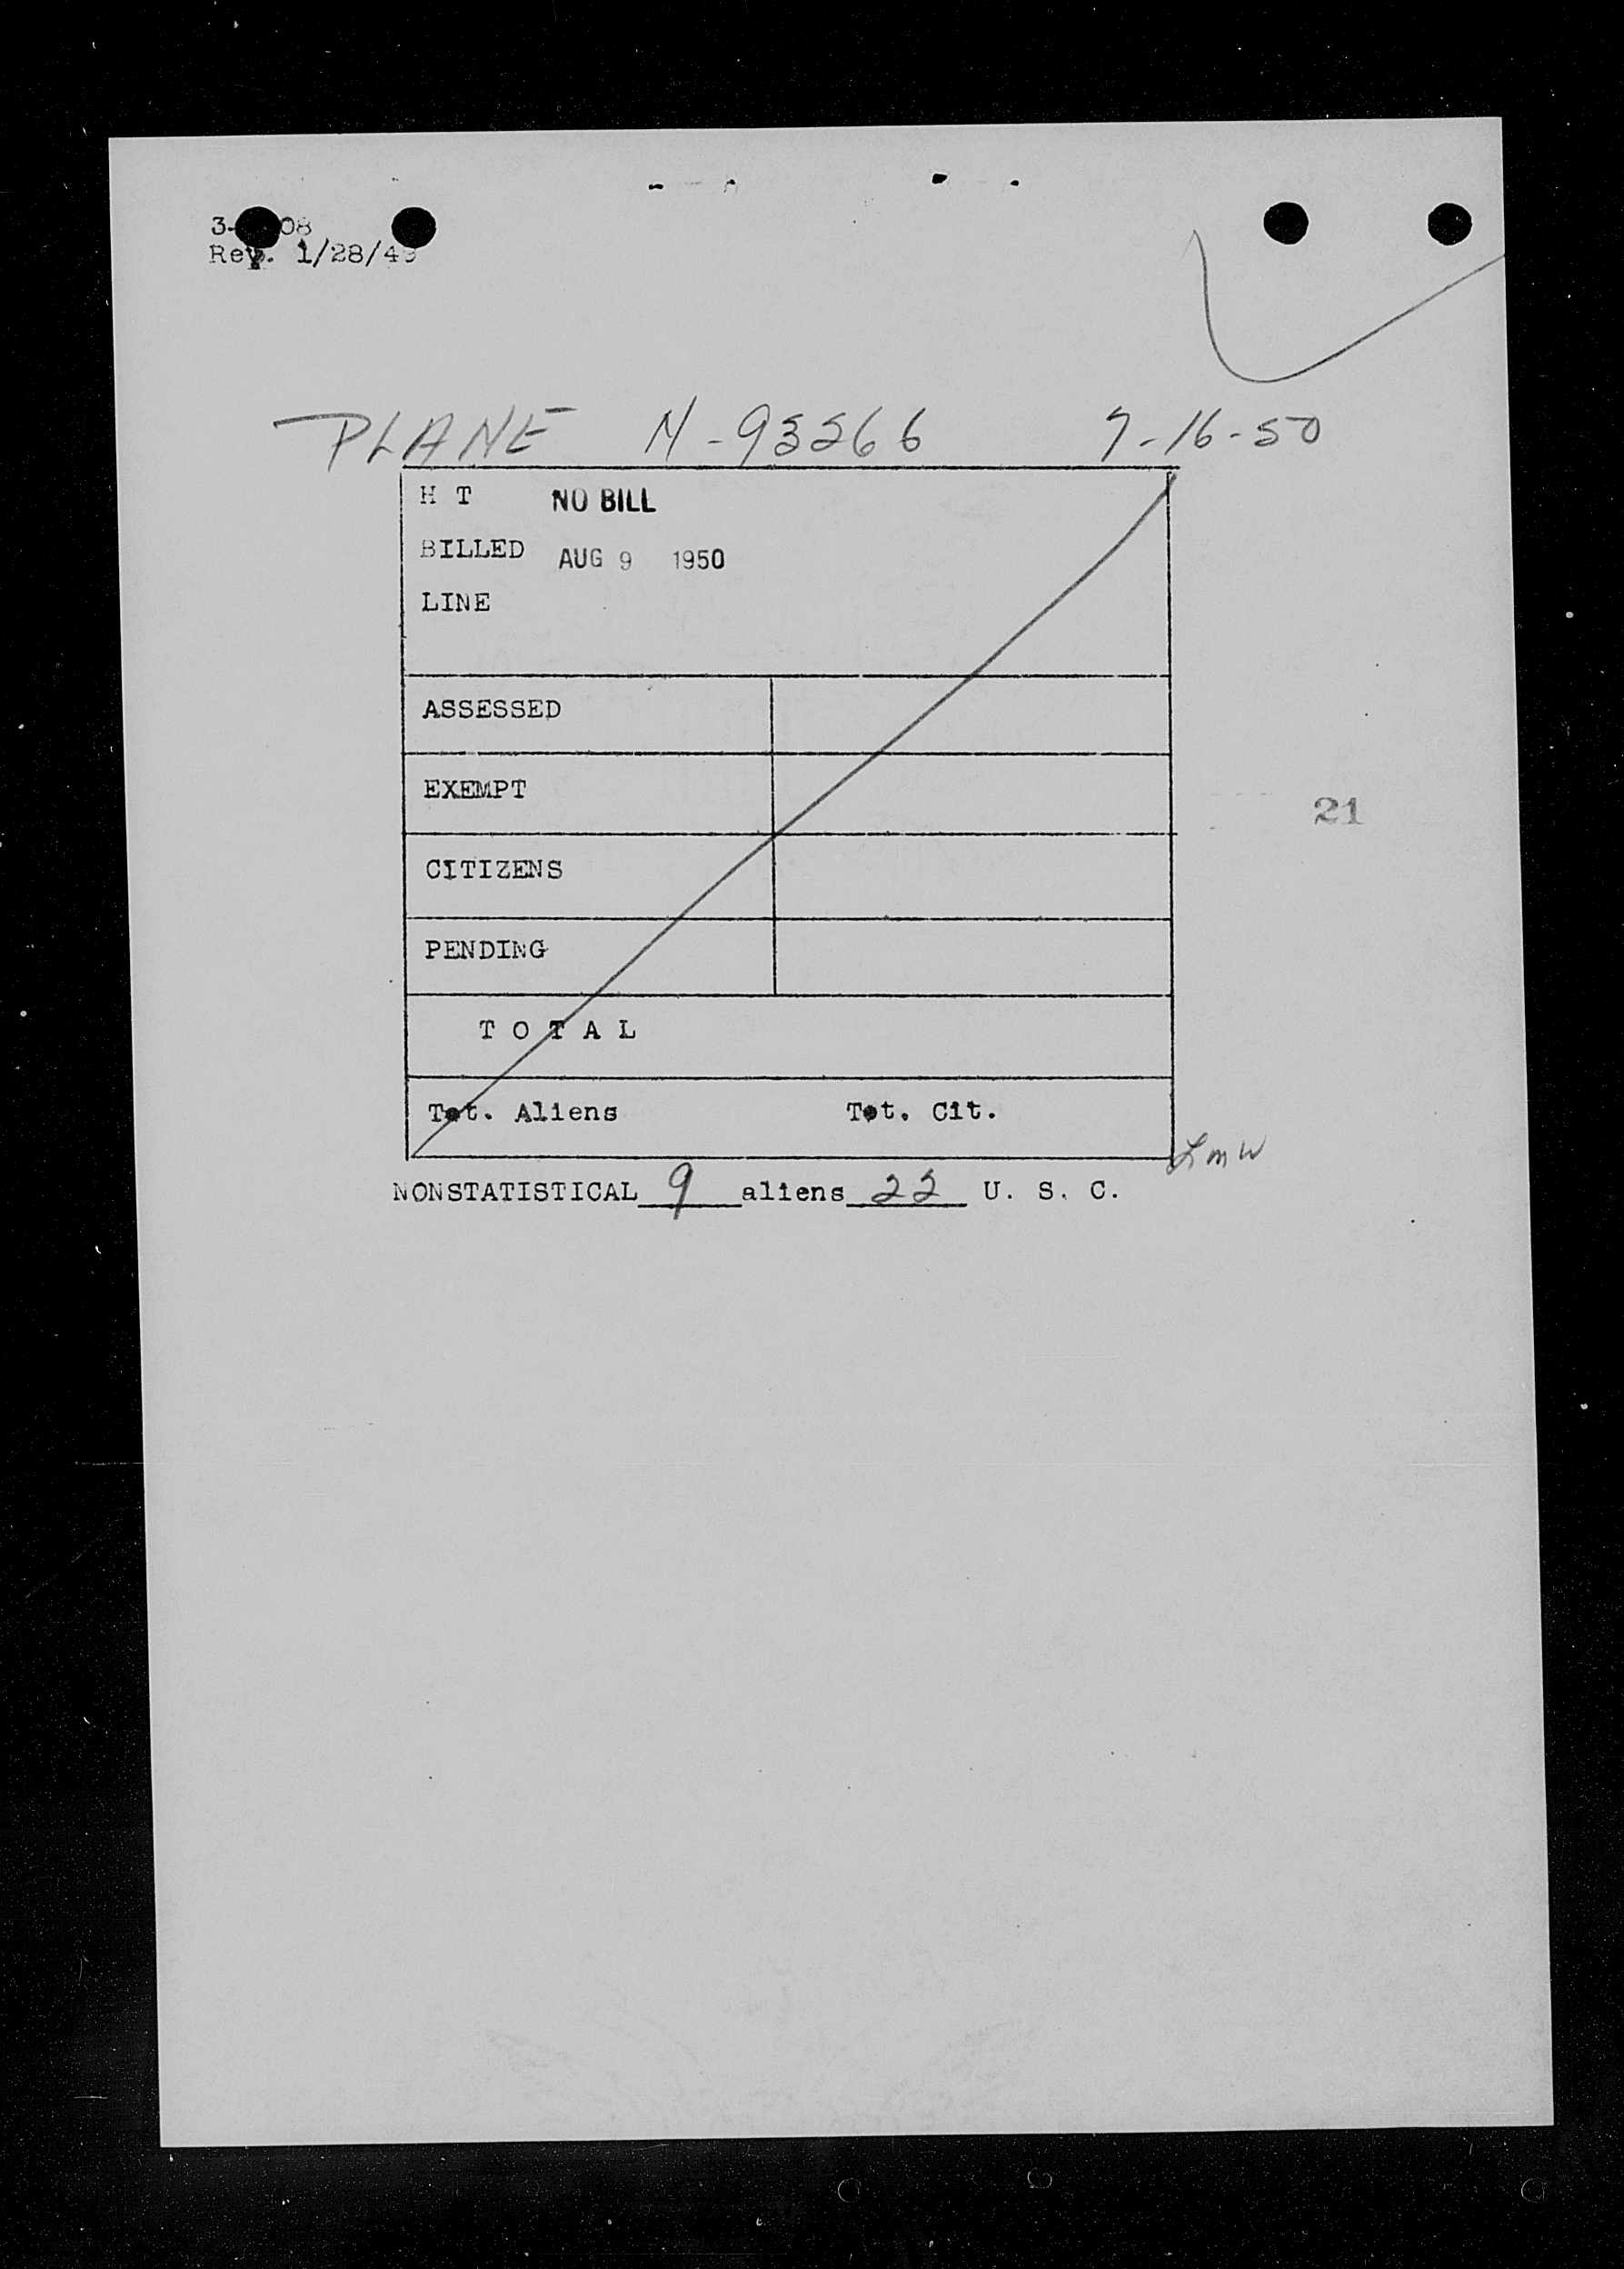 Rev. 1/28/49
PLANE N-93266 7-16-50
H T NO BILL
BILLED AUG 9 1950
LINE
ASSESSED
EXEMPT
21
CITIZENS
PENDING
T O T A L
Tot. Aliens Tot. Cit.
LMW
NONSTATISTICAL 9 aliens 22 U. S. C.